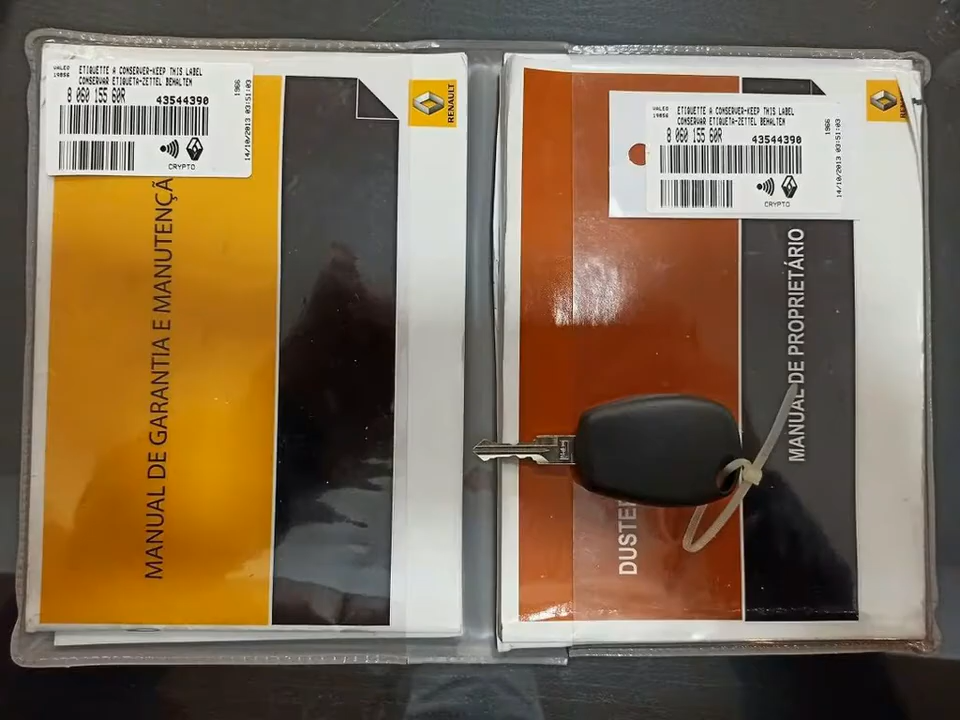 VALEO
19856
ETIQUETTE A CONSERVER-KEEP THIS LABEL
CONSERVAR ETIQUETA-ZETTEL BEHALTEN
8 060 155 60R
43544390
CRYPTO
1966
14/10/2013 03:51:03
RENAULT
MANUAL DE GARANTIA E MANUTENÇÃ
VALEO
19856
ETIQUETTE A CONSERVER-KEEP THIS LABEL
CONSERVAR ETIQUETA-ZETTEL BEHALTEN
8 060 155 60R
43544390
CRYPTO
1966
14/10/2013 03:51:03
MANUAL DE PROPRIETÁRIO
DUSTER